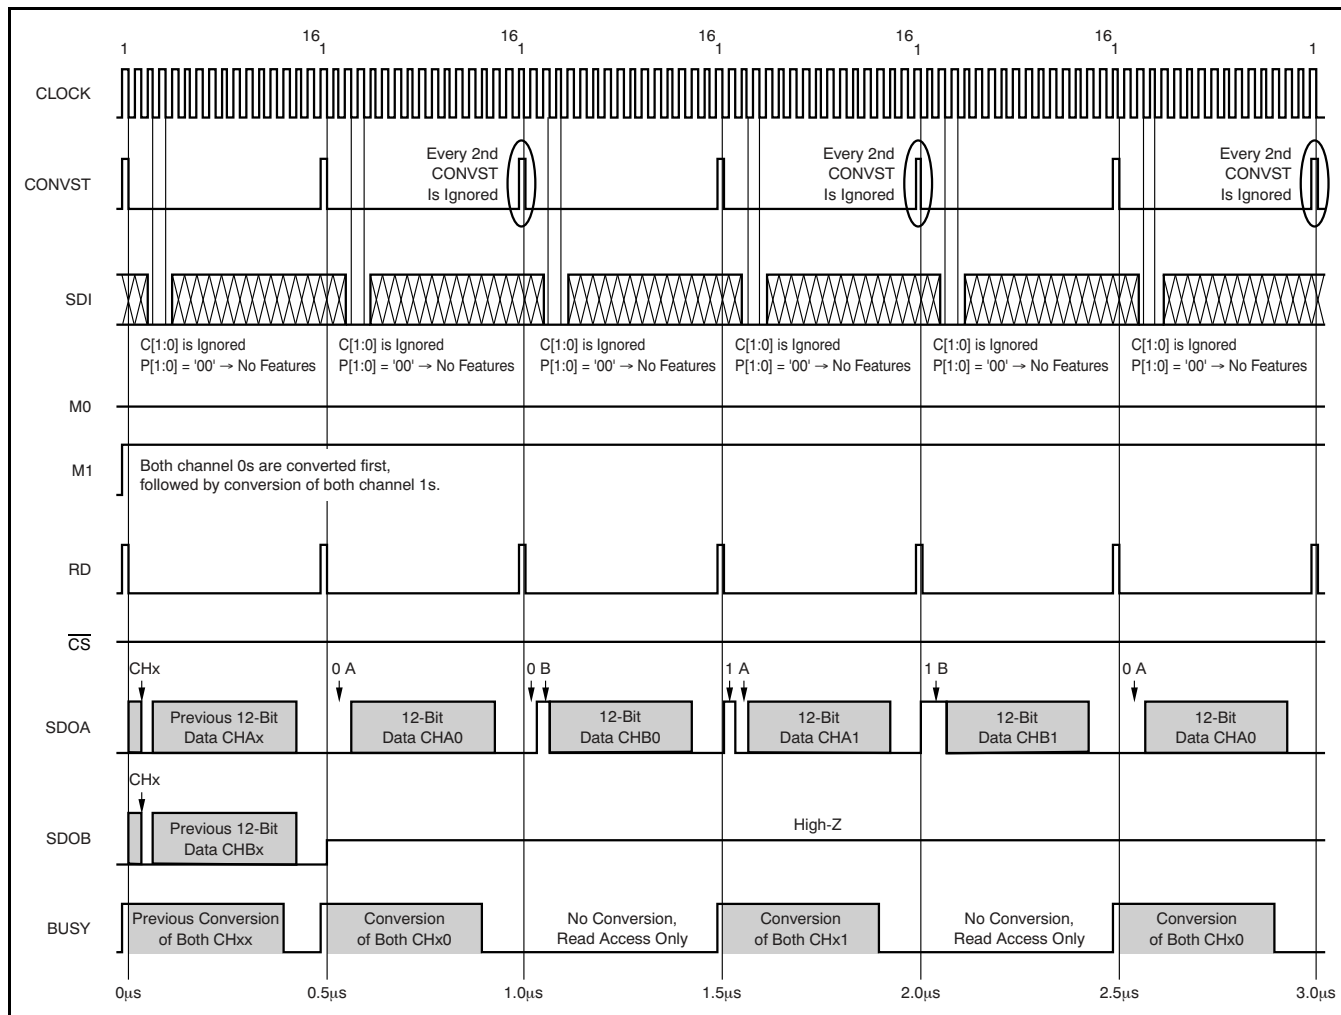 16 16 16 16 16
1 1 1 1 1 1 1
CLOCK
CONVST
Every 2nd
CONVST
Is Ignored
Every 2nd
CONVST
Is Ignored
Every 2nd
CONVST
Is Ignored
SDI
C[1:0] is Ignored
P[1:0] = '00' → No Features
C[1:0] is Ignored
P[1:0] = '00' → No Features
C[1:0] is Ignored
P[1:0] = '00' → No Features
C[1:0] is Ignored
P[1:0] = '00' → No Features
C[1:0] is Ignored
P[1:0] = '00' → No Features
C[1:0] is Ignored
P[1:0] = '00' → No Features
M0
M1
Both channel 0s are converted first,
followed by conversion of both channel 1s.
RD
CS
CHx
0 A
0 B
1 A
1 B
0 A
SDOA
Previous 12-Bit
Data CHAx
12-Bit
Data CHA0
12-Bit
Data CHB0
12-Bit
Data CHA1
12-Bit
Data CHB1
12-Bit
Data CHA0
CHx
SDOB
Previous 12-Bit
Data CHBx
High-Z
BUSY
Previous Conversion
of Both CHxx
Conversion
of Both CHx0
No Conversion,
Read Access Only
Conversion
of Both CHx1
No Conversion,
Read Access Only
Conversion
of Both CHx0
0µs 0.5µs 1.0µs 1.5µs 2.0µs 2.5µs 3.0µs